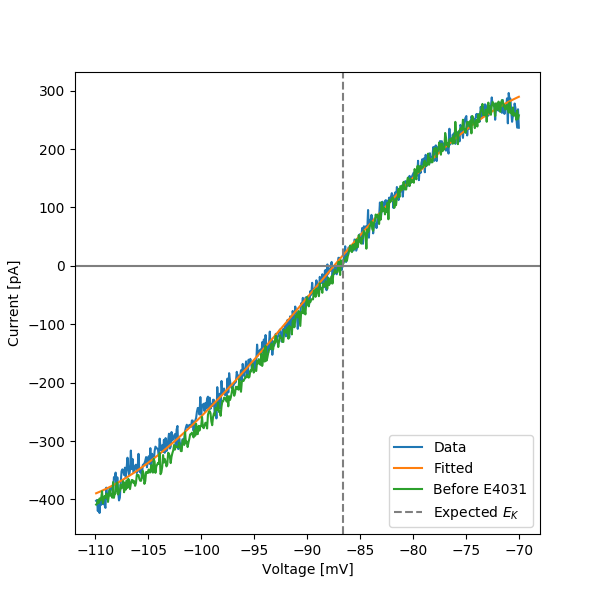 300
200
100
0
−100
−200
−300
−400
Current [pA]
Data
Fitted
Before E4031
Expected E_K
−110 −105 −100 −95 −90 −85 −80 −75 −70
Voltage [mV]